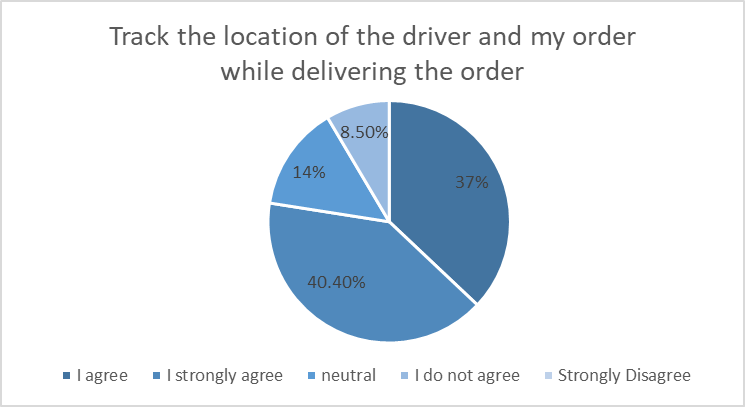 Track the location of the driver and my order
while delivering the order
8.50%
14%
37%
40.40%
I agree
I strongly agree
neutral
I do not agree
Strongly Disagree